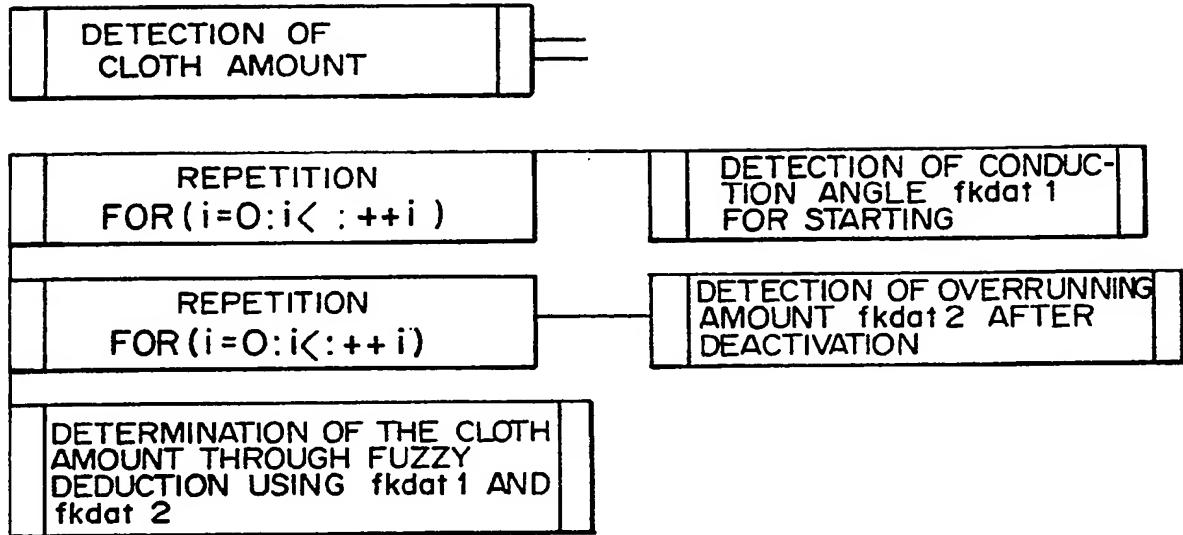 DETECTION OF
CLOTH AMOUNT
REPETITION
FOR(i=0:i< :++i )
DETECTION OF CONDUC-
TION ANGLE fkdat 1
FOR STARTING
REPETITION
FOR(i=0:i<:++i)
DETECTION OF OVERRUNNING
AMOUNT fkdat 2 AFTER
DEACTIVATION
DETERMINATION OF THE CLOTH
AMOUNT THROUGH FUZZY
DEDUCTION USING fkdat 1 AND
fkdat 2